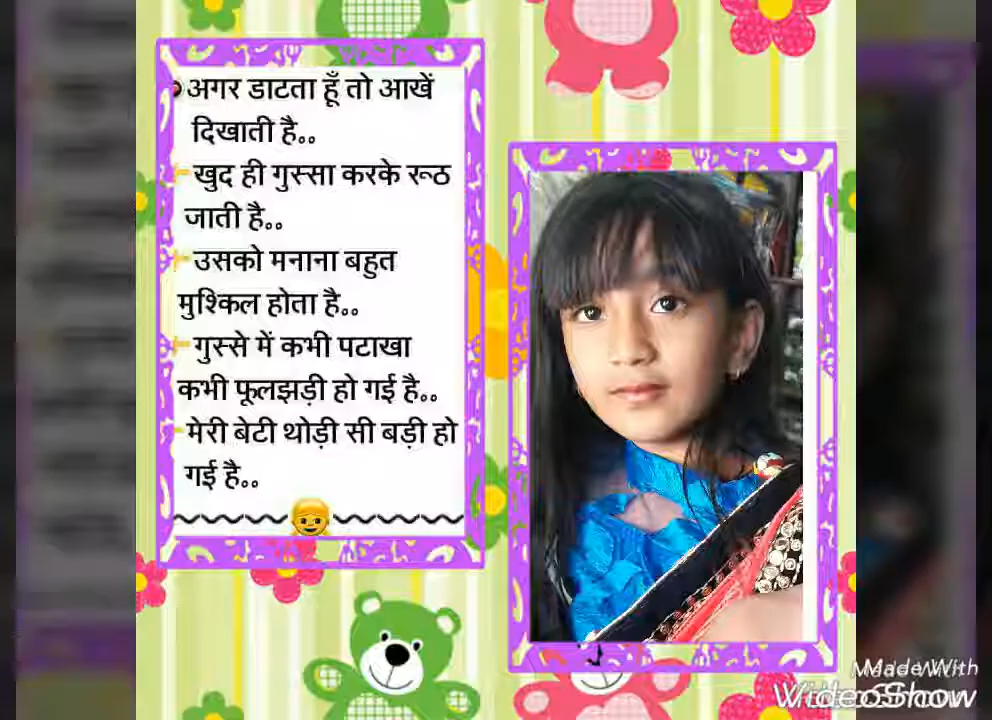 अगर डाटता हूँ तो आखें
दिखाती है..
खुद ही गुस्सा करके रूठ
जाती है..
उसको मनाना बहुत
मुश्किल होता है..
गुस्से में कभी पटाखा
कभी फूलझड़ी हो गई है..
मेरी बेटी थोड़ी सी बड़ी हो
गई है..
Made With
VideoShow